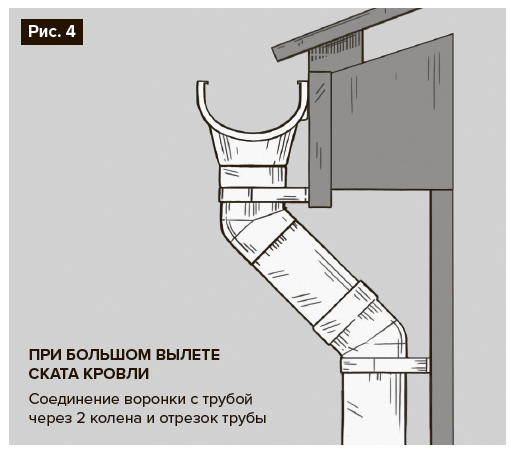 Рис. 4
ПРИ БОЛЬШОМ ВЫЛЕТЕ
СКАТА КРОВЛИ
Соединение воронки с трубой
через 2 колена и отрезок трубы